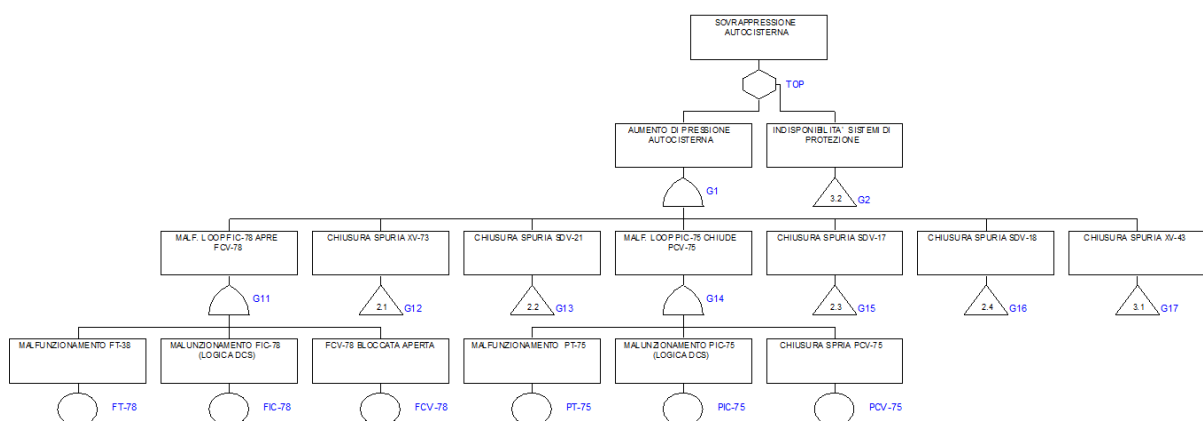 SOVRAPPRESSIONE
AUTOCISTERNA
TOP
AUMENTO DI PRESSIONE
AUTOCISTERNA
INDISPONIBILITA` SISTEMI DI
PROTEZIONE
G1
3.2
G2
MALF. LOOP FIC-78 APRE
FCV-78
CHIUSURA SPURIA XV-73
CHIUSURA SPURIA SDV-21
MALF. LOOP PIC-75 CHIUDE
PCV-75
CHIUSURA SPURIA SDV-17
CHIUSURA SPURIA SDV-18
CHIUSURA SPURIA XV-43
G11
2.1
G12
2.2
G13
G14
2.3
G15
2.4
G16
3.1
G17
MALFUNZIONAMENTO FT-38
MALUNZIONAMENTO FIC-78
(LOGICA DCS)
FCV-78 BLOCCATA APERTA
MALFUNZIONAMENTO PT-75
MALUNZIONAMENTO PIC-75
(LOGICA DCS)
CHIUSURA SPRIA PCV-75
FT-78
FIC-78
FCV-78
PT-75
PIC-75
PCV-75